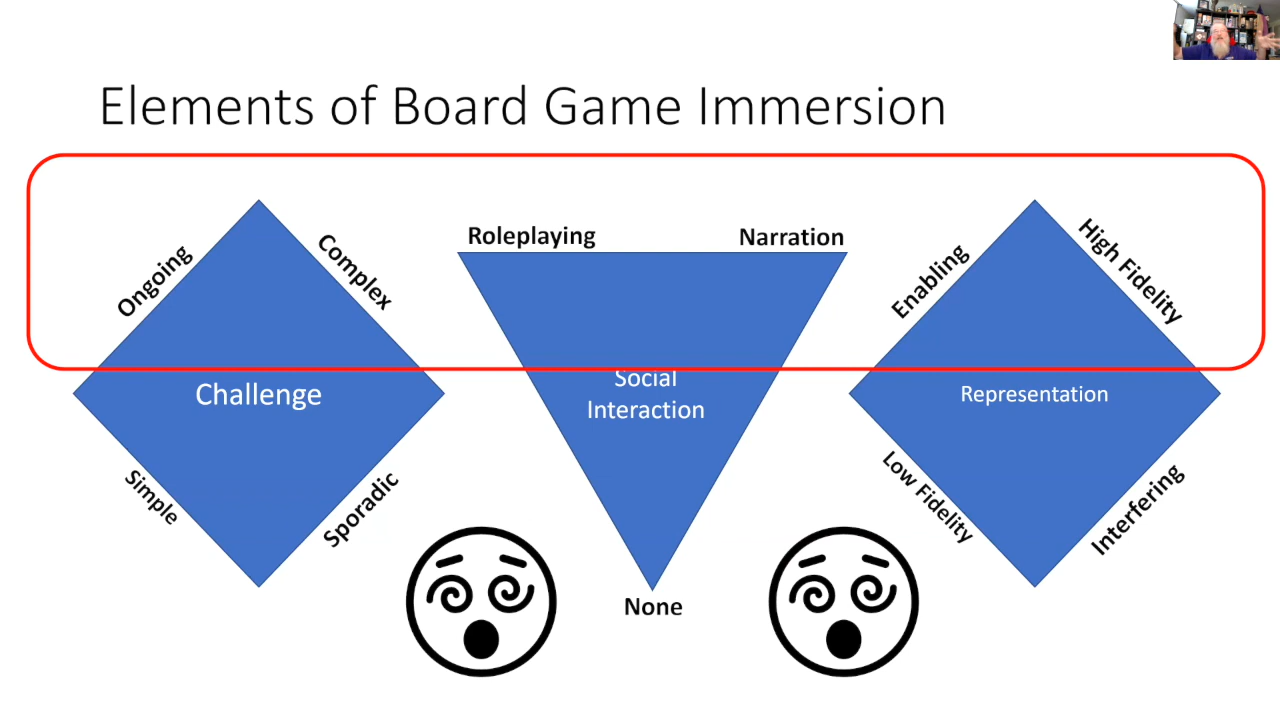 Elements of Board Game Immersion
Ongoing
Complex
Challenge
Simple
Sporadic
Roleplaying
Narration
Social
Interaction
None
Enabling
High Fidelity
Representation
Low Fidelity
Interfering